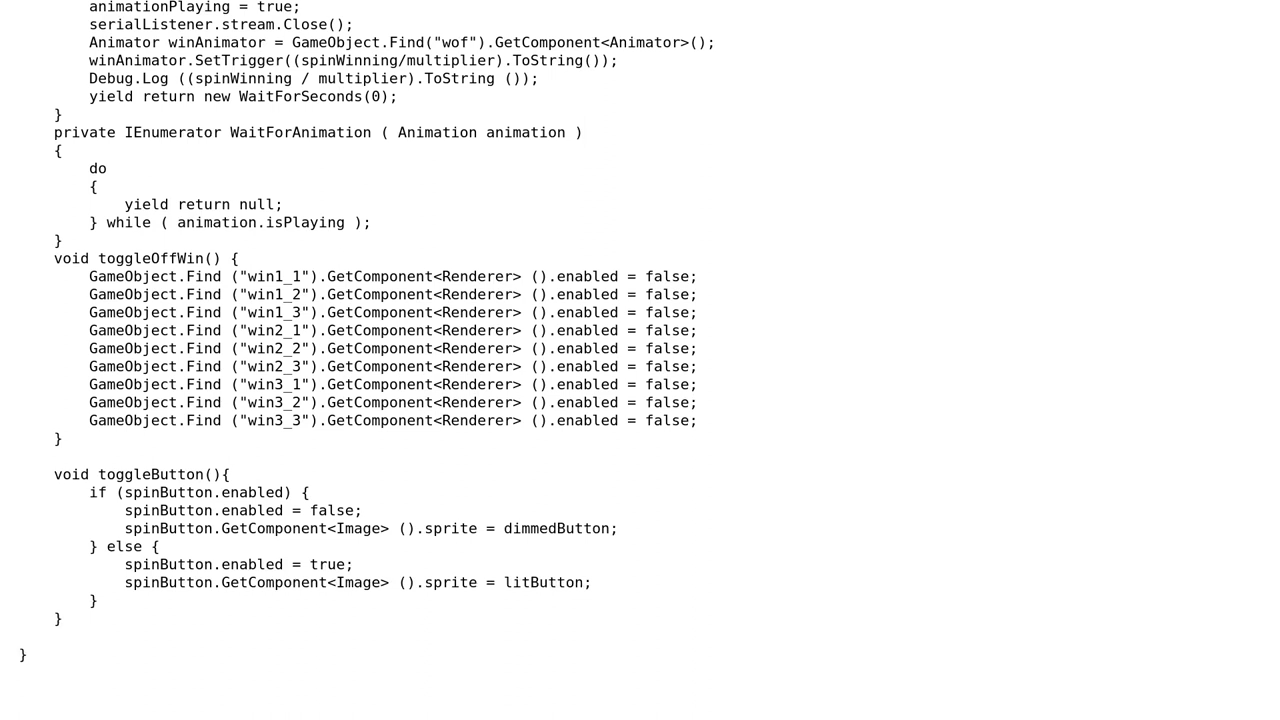 animationPlaying = true;
        serialListener.stream.Close();
        Animator winAnimator = GameObject.Find("wof").GetComponent<Animator>();
        winAnimator.SetTrigger((spinWinning/multiplier).ToString());
        Debug.Log ((spinWinning / multiplier).ToString ());
        yield return new WaitForSeconds(0);
    }
    private IEnumerator WaitForAnimation ( Animation animation )
    {
        do
        {
            yield return null;
        } while ( animation.isPlaying );
    }
    void toggleOffWin() {
        GameObject.Find ("win1_1").GetComponent<Renderer> ().enabled = false;
        GameObject.Find ("win1_2").GetComponent<Renderer> ().enabled = false;
        GameObject.Find ("win1_3").GetComponent<Renderer> ().enabled = false;
        GameObject.Find ("win2_1").GetComponent<Renderer> ().enabled = false;
        GameObject.Find ("win2_2").GetComponent<Renderer> ().enabled = false;
        GameObject.Find ("win2_3").GetComponent<Renderer> ().enabled = false;
        GameObject.Find ("win3_1").GetComponent<Renderer> ().enabled = false;
        GameObject.Find ("win3_2").GetComponent<Renderer> ().enabled = false;
        GameObject.Find ("win3_3").GetComponent<Renderer> ().enabled = false;
    }

    void toggleButton(){
        if (spinButton.enabled) {
            spinButton.enabled = false;
            spinButton.GetComponent<Image> ().sprite = dimmedButton;
        } else {
            spinButton.enabled = true;
            spinButton.GetComponent<Image> ().sprite = litButton;
        }
    }

}